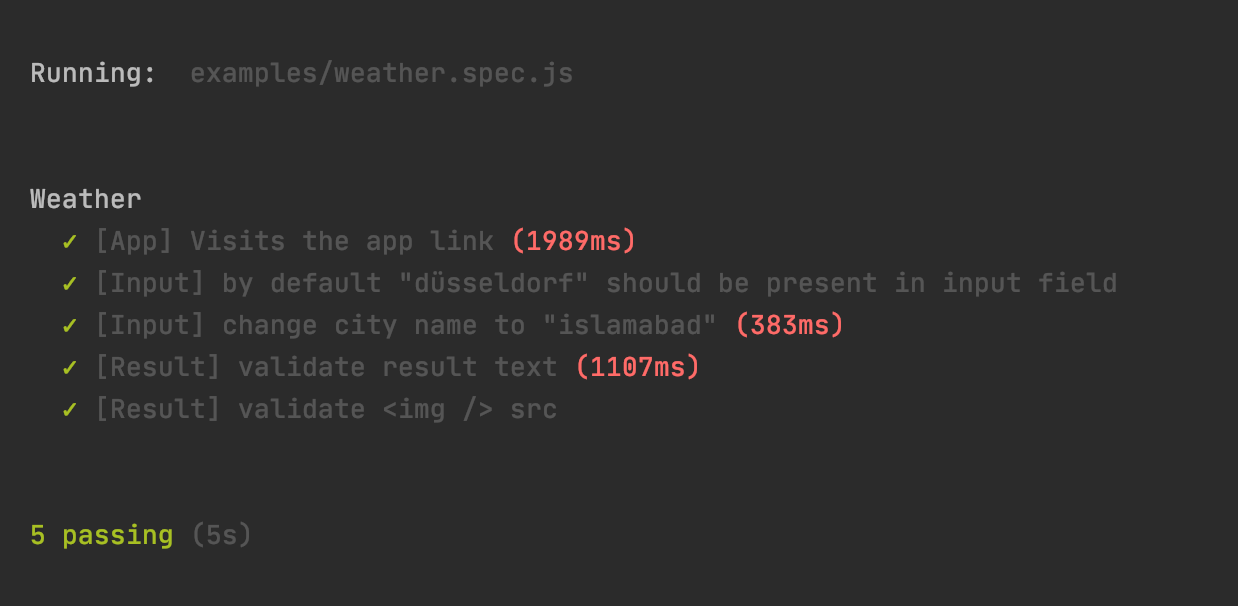 Running:  examples/weather.spec.js
Weather
✓ [App] Visits the app link (1989ms)
✓ [Input] by default "düsseldorf" should be present in input field
✓ [Input] change city name to "islamabad" (383ms)
✓ [Result] validate result text (1107ms)
✓ [Result] validate <img /> src
5 passing (5s)